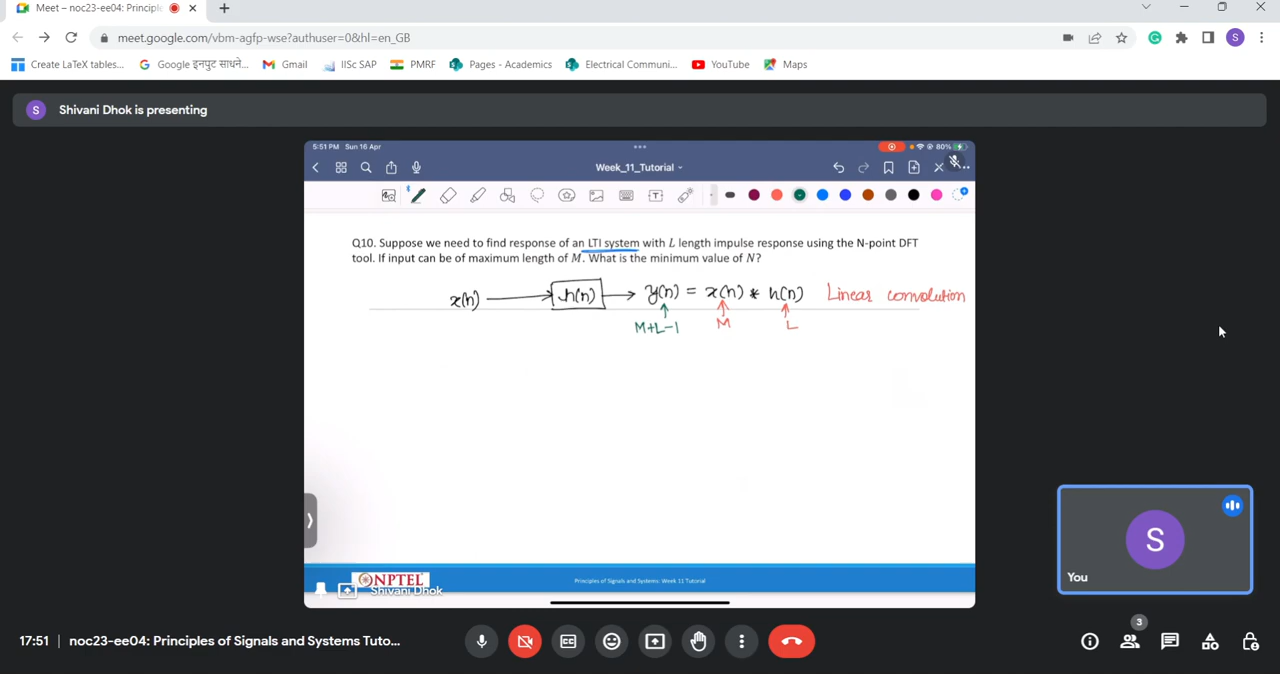 Meet – noc23-ee04: Principle
meet.google.com/vbm-agfp-wse?authuser=0&hl=en_GB
S
Create LaTeX tables...
Google इनपुट साधने...
Gmail
IISc SAP
PMRF
Pages - Academics
Electrical Communi...
YouTube
Maps
S Shivani Dhok is presenting
5:51 PM Sun 16 Apr
80%
Week_11_Tutorial
Q10. Suppose we need to find response of an LTI system with L length impulse response using the N-point DFT
tool. If input can be of maximum length of M. What is the minimum value of N?
x(n) → h(n) → y(n) = x(n) * h(n) Linear convolution
M+L-1 M L
NPTEL
Principles of Signals and Systems: Week 11 Tutorial
Shivani Dhok
S
You
17:51 | noc23-ee04: Principles of Signals and Systems Tuto...
3